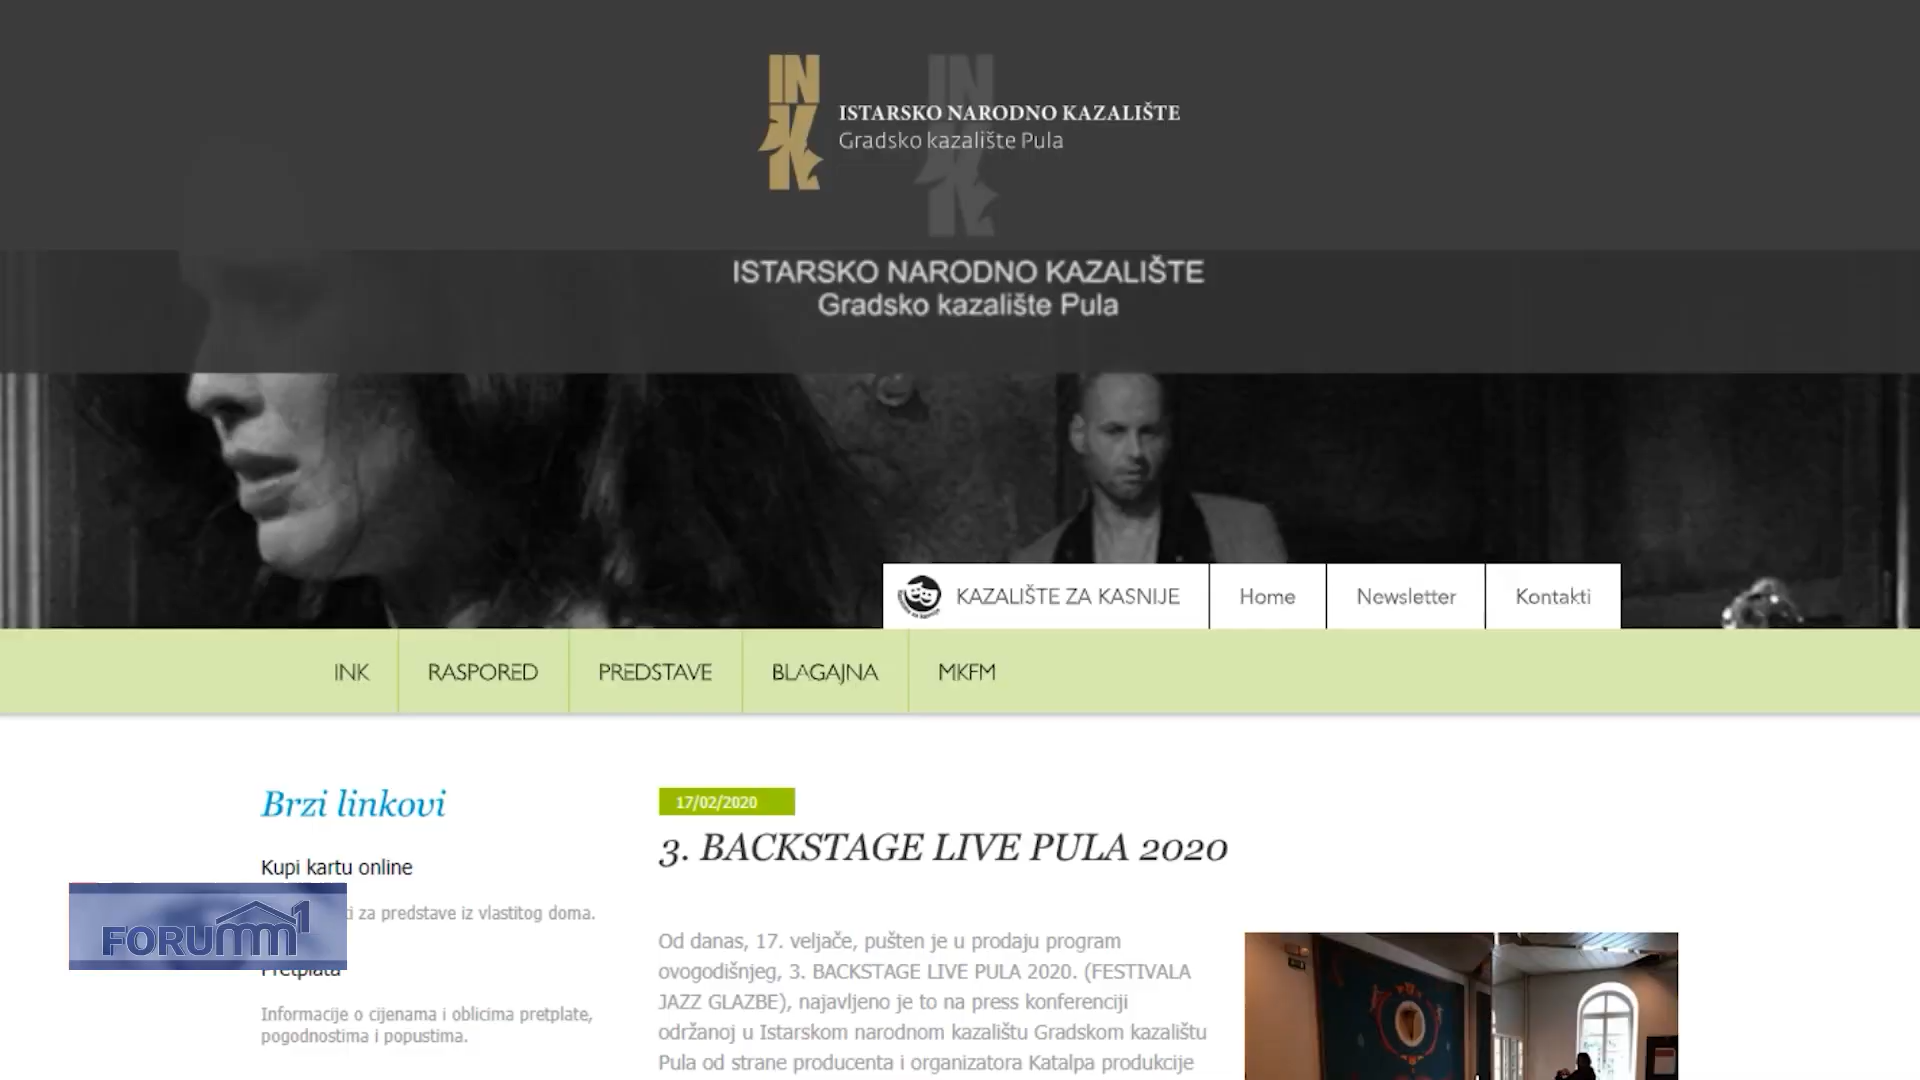 IN
K
ISTARSKO NARODNO KAZALIŠTE
Gradsko kazalište Pula
ISTARSKO NARODNO KAZALIŠTE
Gradsko kazalište Pula
KAZALIŠTE ZA KASNIJE
Home
Newsletter
Kontakti
INK
RASPORED
PREDSTAVE
BLAGAJNA
MKFM
Brzi linkovi
Kupi kartu online
za predstave iz vlastitog doma.
FORUMM1
Pretplata
Informacije o cijenama i oblicima pretplate,
pogodnostima i popustima.
17/02/2020
3. BACKSTAGE LIVE PULA 2020
Od danas, 17. veljače, pušten je u prodaju program
ovogodišnjeg, 3. BACKSTAGE LIVE PULA 2020. (FESTIVALA
JAZZ GLAZBE), najavljeno je to na press konferenciji
održanoj u Istarskom narodnom kazalištu Gradskom kazalištu
Pula od strane producenta i organizatora Katalpa produkcije